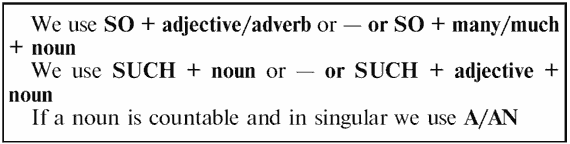 We use SO + adjective/adverb or — or SO + many/much
+ noun
We use SUCH + noun or — or SUCH + adjective +
noun
If a noun is countable and in singular we use A/AN